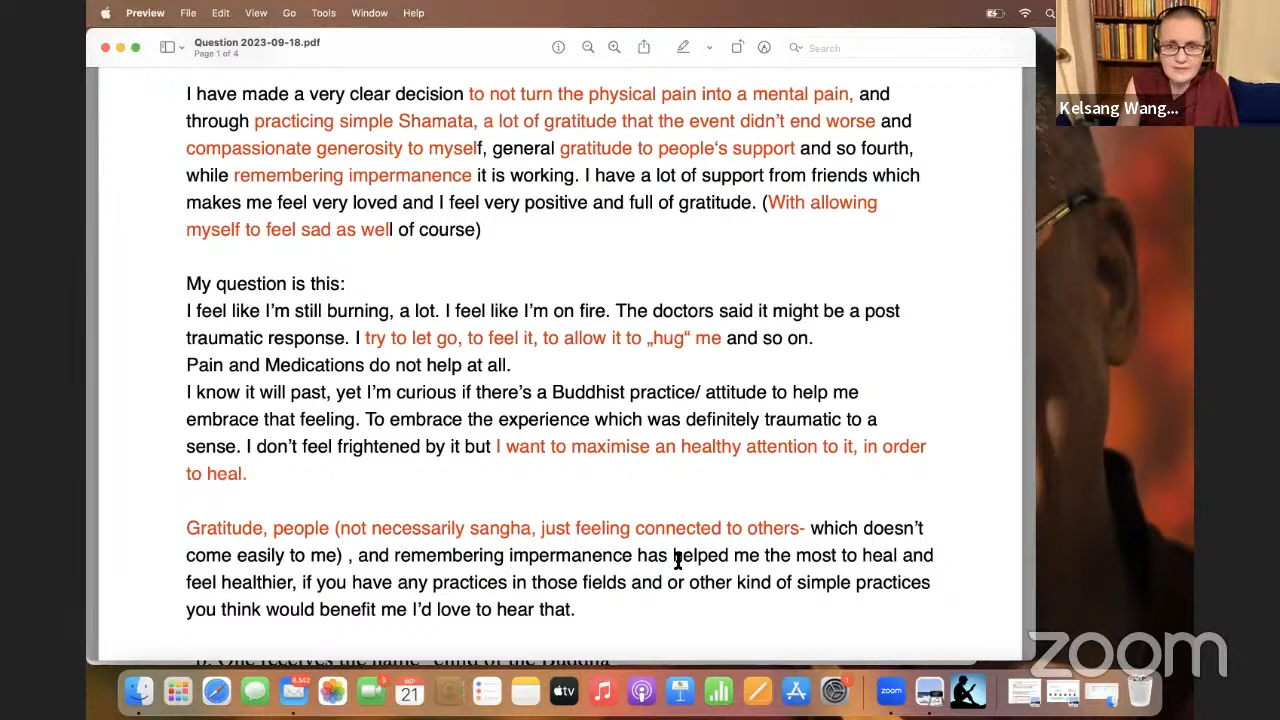 Preview File Edit View Go Tools Window Help
Question 2023-09-18.pdf
Page 1 of 4
Search
Kelsang Wang...
I have made a very clear decision to not turn the physical pain into a mental pain, and
through practicing simple Shamata, a lot of gratitude that the event didn’t end worse and
compassionate generosity to myself, general gratitude to people‘s support and so fourth,
while remembering impermanence it is working. I have a lot of support from friends which
makes me feel very loved and I feel very positive and full of gratitude. (With allowing
myself to feel sad as well of course)
My question is this:
I feel like I’m still burning, a lot. I feel like I’m on fire. The doctors said it might be a post
traumatic response. I try to let go, to feel it, to allow it to „hug“ me and so on.
Pain and Medications do not help at all.
I know it will past, yet I’m curious if there’s a Buddhist practice/ attitude to help me
embrace that feeling. To embrace the experience which was definitely traumatic to a
sense. I don’t feel frightened by it but I want to maximise an healthy attention to it, in order
to heal.
Gratitude, people (not necessarily sangha, just feeling connected to others- which doesn’t
come easily to me) , and remembering impermanence has helped me the most to heal and
feel healthier, if you have any practices in those fields and or other kind of simple practices
you think would benefit me I’d love to hear that.
zoom
8,342
3
SEP
21
tv
zoom
1